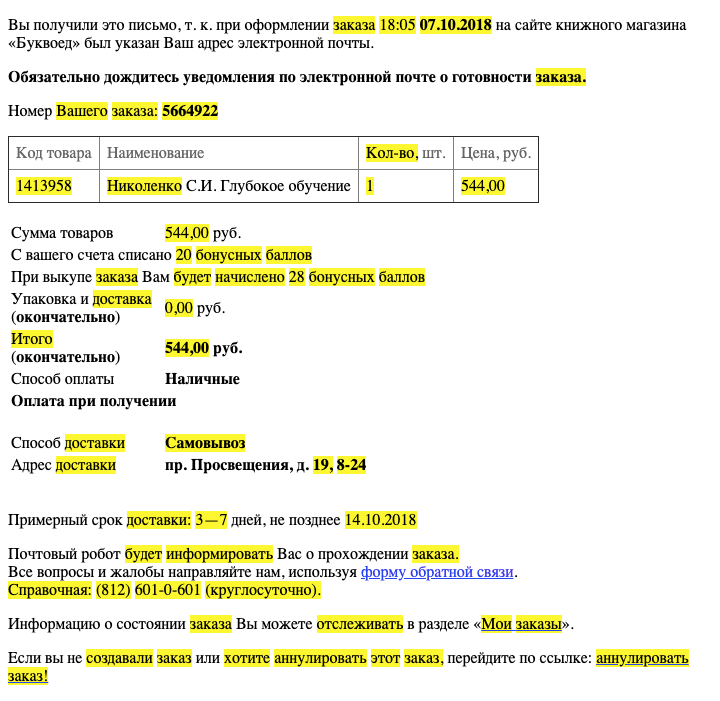 Вы получили это письмо, т. к. при оформлении заказа 18:05 07.10.2018 на сайте книжного магазина
«Буквоед» был указан Ваш адрес электронной почты.
Обязательно дождитесь уведомления по электронной почте о готовности заказа.
Номер Вашего заказа: 5664922
Код товара Наименование Кол-во, шт. Цена, руб.
1413958 Николенко С.И. Глубокое обучение 1 544,00
Сумма товаров 544,00 руб.
С вашего счета списано 20 бонусных баллов
При выкупе заказа Вам будет начислено 28 бонусных баллов
Упаковка и доставка
(окончательно) 0,00 руб.
Итого
(окончательно) 544,00 руб.
Способ оплаты Наличные
Оплата при получении
Способ доставки Самовывоз
Адрес доставки пр. Просвещения, д. 19, 8-24
Примерный срок доставки: 3—7 дней, не позднее 14.10.2018
Почтовый робот будет информировать Вас о прохождении заказа.
Все вопросы и жалобы направляйте нам, используя форму обратной связи.
Справочная: (812) 601-0-601 (круглосуточно).
Информацию о состоянии заказа Вы можете отслеживать в разделе «Мои заказы».
Если вы не создавали заказ или хотите аннулировать этот заказ, перейдите по ссылке: аннулировать
заказ!